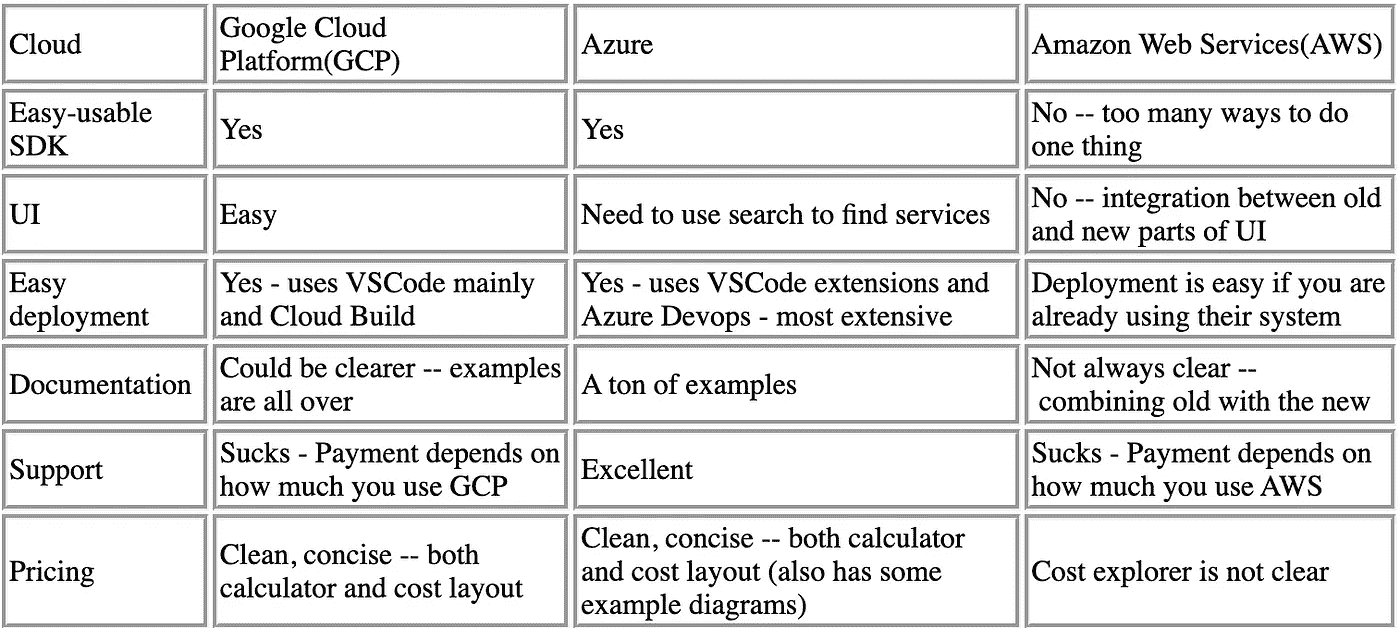 Cloud
Google Cloud
Platform(GCP)
Azure
Amazon Web Services(AWS)
Easy-usable
SDK
Yes
Yes
No -- too many ways to do
one thing
UI
Easy
Need to use search to find services
No -- integration between old
and new parts of UI
Easy
deployment
Yes - uses VSCode mainly
and Cloud Build
Yes - uses VSCode extensions and
Azure Devops - most extensive
Deployment is easy if you are
already using their system
Documentation
Could be clearer -- examples
are all over
A ton of examples
Not always clear --
combining old with the new
Support
Sucks - Payment depends on
how much you use GCP
Excellent
Sucks - Payment depends on
how much you use AWS
Pricing
Clean, concise -- both
calculator and cost layout
Clean, concise -- both calculator
and cost layout (also has some
example diagrams)
Cost explorer is not clear